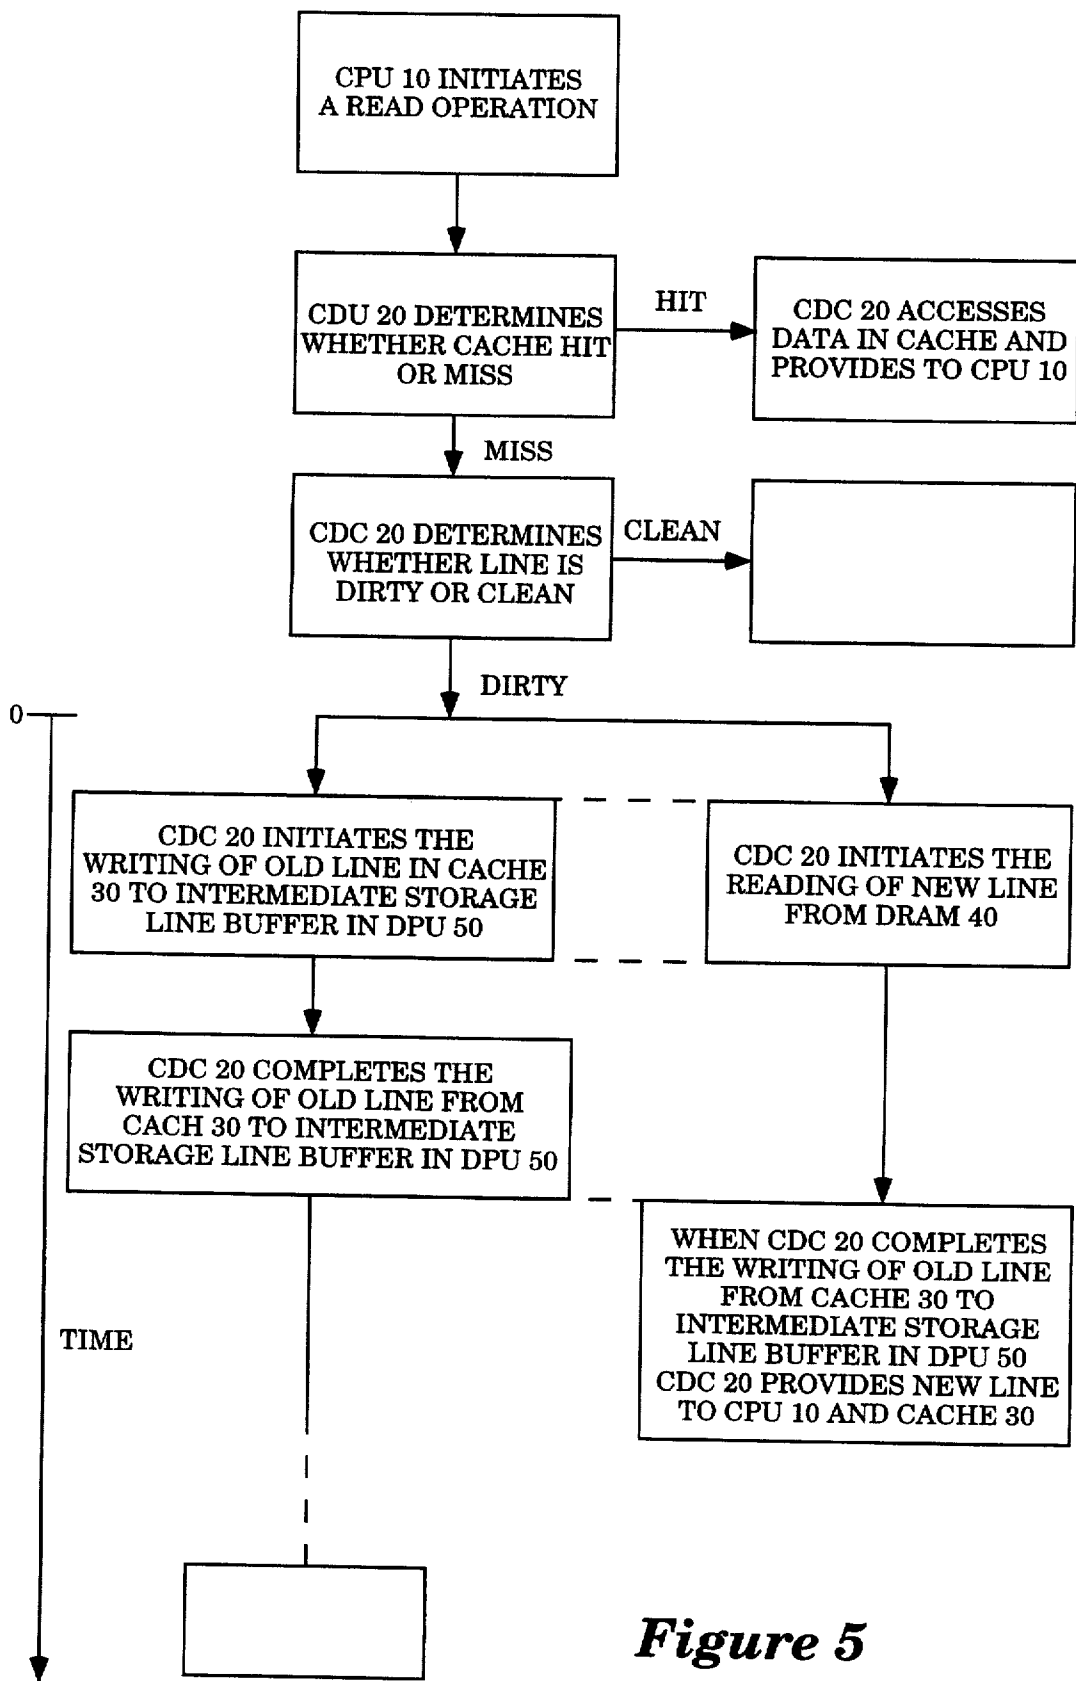 CPU 10 INITIATES
A READ OPERATION
CDU 20 DETERMINES
WHETHER CACHE HIT
OR MISS
HIT
CDC 20 ACCESSES
DATA IN CACHE AND
PROVIDES TO CPU 10
MISS
CDC 20 DETERMINES
WHETHER LINE IS
DIRTY OR CLEAN
CLEAN
DIRTY
0
CDC 20 INITIATES THE
WRITING OF OLD LINE IN CACHE
30 TO INTERMEDIATE STORAGE
LINE BUFFER IN DPU 50
CDC 20 INITIATES THE
READING OF NEW LINE
FROM DRAM 40
CDC 20 COMPLETES THE
WRITING OF OLD LINE FROM
CACH 30 TO INTERMEDIATE
STORAGE LINE BUFFER IN DPU 50
WHEN CDC 20 COMPLETES
THE WRITING OF OLD LINE
FROM CACHE 30 TO
INTERMEDIATE STORAGE
LINE BUFFER IN DPU 50
CDC 20 PROVIDES NEW LINE
TO CPU 10 AND CACHE 30
TIME
Figure 5